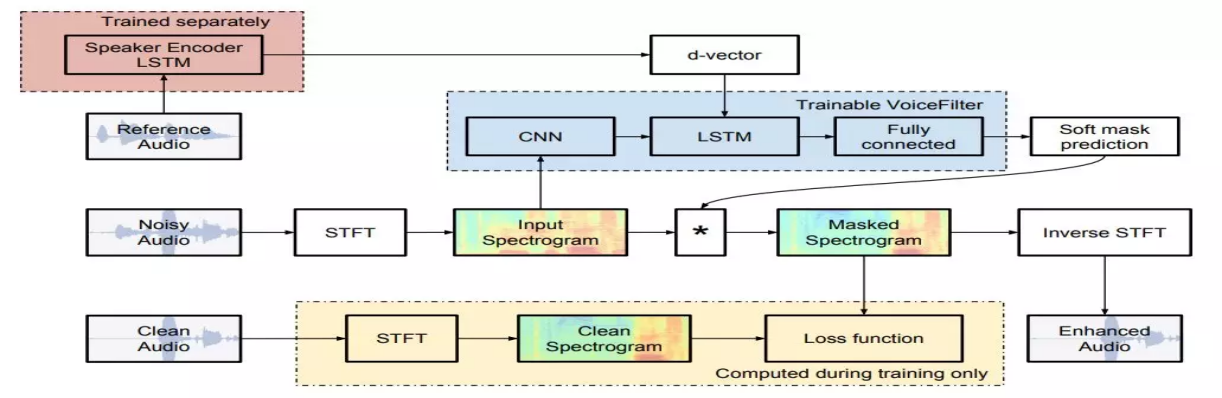 Trained separately
Speaker Encoder
LSTM
d-vector
Trainable VoiceFilter
Reference
Audio
CNN
LSTM
Fully
connected
Soft mask
prediction
Noisy
Audio
STFT
Input
Spectrogram
*
Masked
Spectrogram
Inverse STFT
Clean
Audio
STFT
Clean
Spectrogram
Loss function
Enhanced
Audio
Computed during training only